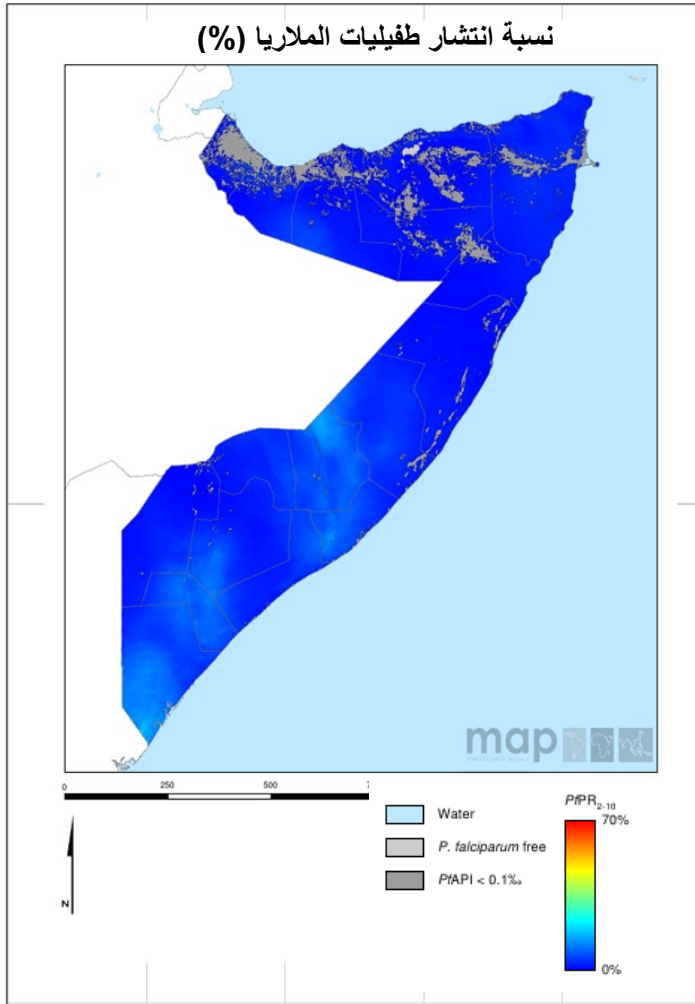 نسبة انتشار طفيليات الملاريا (%)
map
0 250 500
Water
P. falciparum free
PfAPI < 0.1‰
PfPR2-10
70%
0%
N